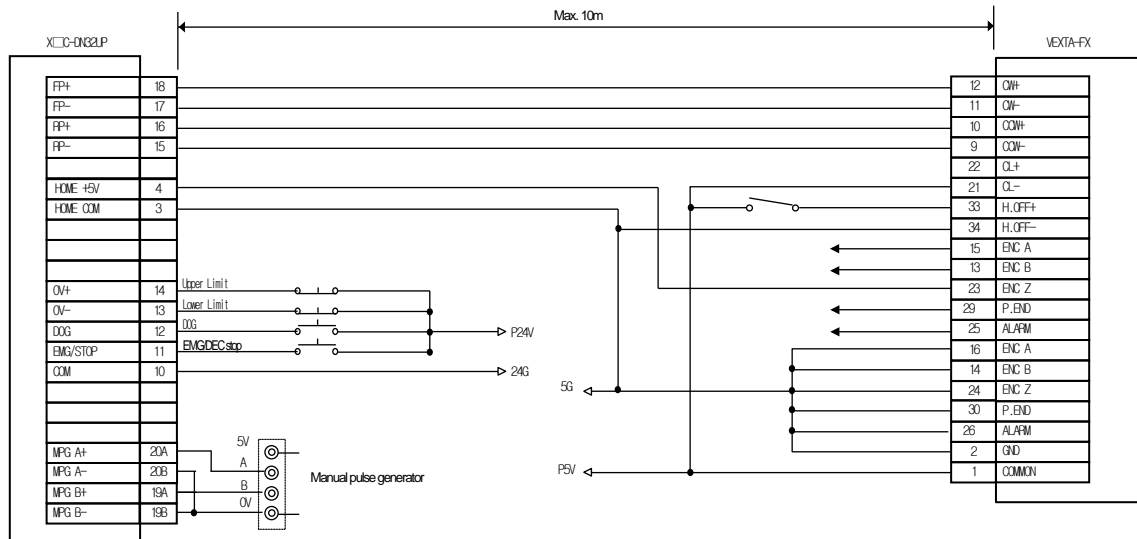 Max. 10m
X□C-DN32UP
VEXTA-FX
FP+ 18
FP- 17
RP+ 16
RP- 15
HOME +5V 4
HOME COM 3
OV+ 14 Upper Limit
OV- 13 Lower Limit
DOG 12 DOG
EMG/STOP 11 EMG/DEC stop
COM 10
P24V
24G
MPG A+ 20A
MPG A- 20B
MPG B+ 19A
MPG B- 19B
5V
A
B
0V
Manual pulse generator
5G
P5V
12 CW+
11 CW-
10 CCW+
9 CCW-
22 CL+
21 CL-
33 H.OFF+
34 H.OFF-
15 ENC A
13 ENC B
23 ENC Z
29 P.END
25 ALARM
16 ENC A
14 ENC B
24 ENC Z
30 P.END
26 ALARM
2 GND
1 COMMON